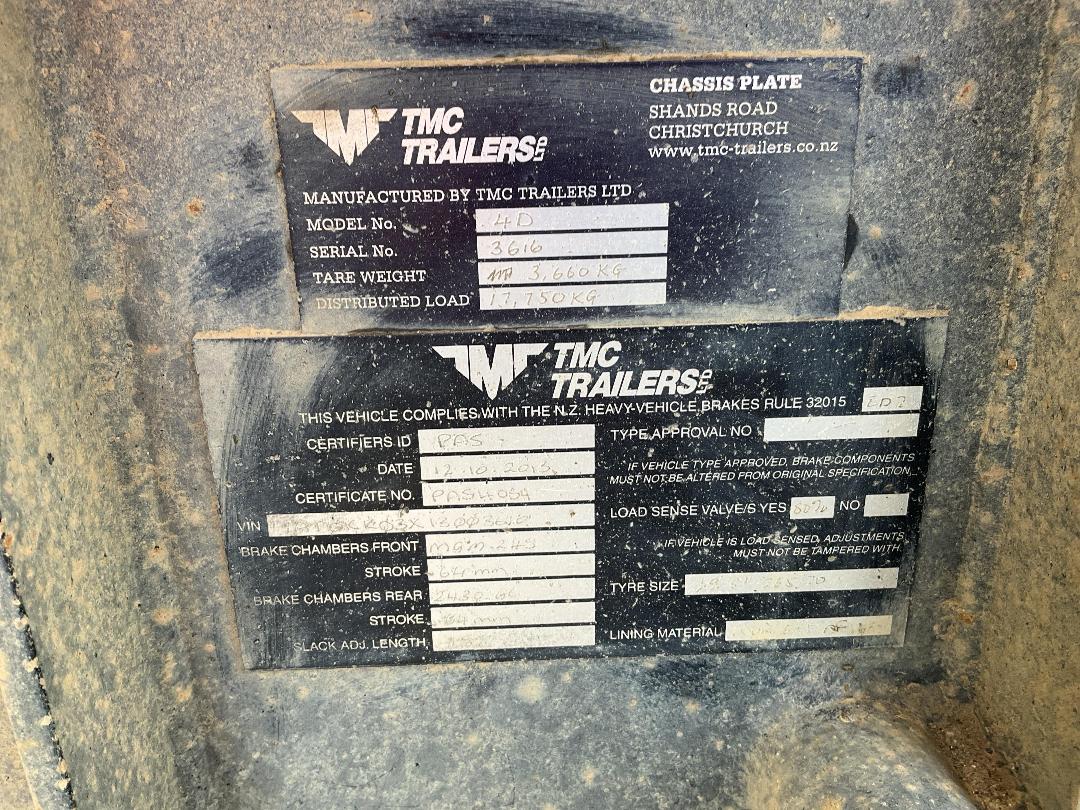 CHASSIS PLATE
SHANDS ROAD
CHRISTCHURCH
www.tmc-trailers.co.nz
TMC
TRAILERS LTD
MANUFACTURED BY TMC TRAILERS LTD
MODEL No. 4D
SERIAL No. 3616
TARE WEIGHT 3,660 KG
DISTRIBUTED LOAD 17,750 KG
TMC
TRAILERS LTD
THIS VEHICLE COMPLIES WITH THE N.Z. HEAVY-VEHICLE BRAKES RULE 32015
CERTIFIERS ID PAS
DATE 12.10.2013
CERTIFICATE NO.
VIN
BRAKE CHAMBERS FRONT MGM
STROKE 64mm
BRAKE CHAMBERS REAR 2430
STROKE 64mm
SLACK ADJ. LENGTH
TYPE APPROVAL NO
IF VEHICLE TYPE APPROVED, BRAKE COMPONENTS
MUST NOT BE ALTERED FROM ORIGINAL SPECIFICATION.
LOAD SENSE VALVE/S YES NO
IF VEHICLE IS LOAD SENSED, ADJUSTMENTS
MUST NOT BE TAMPERED WITH.
TYRE SIZE
LINING MATERIAL